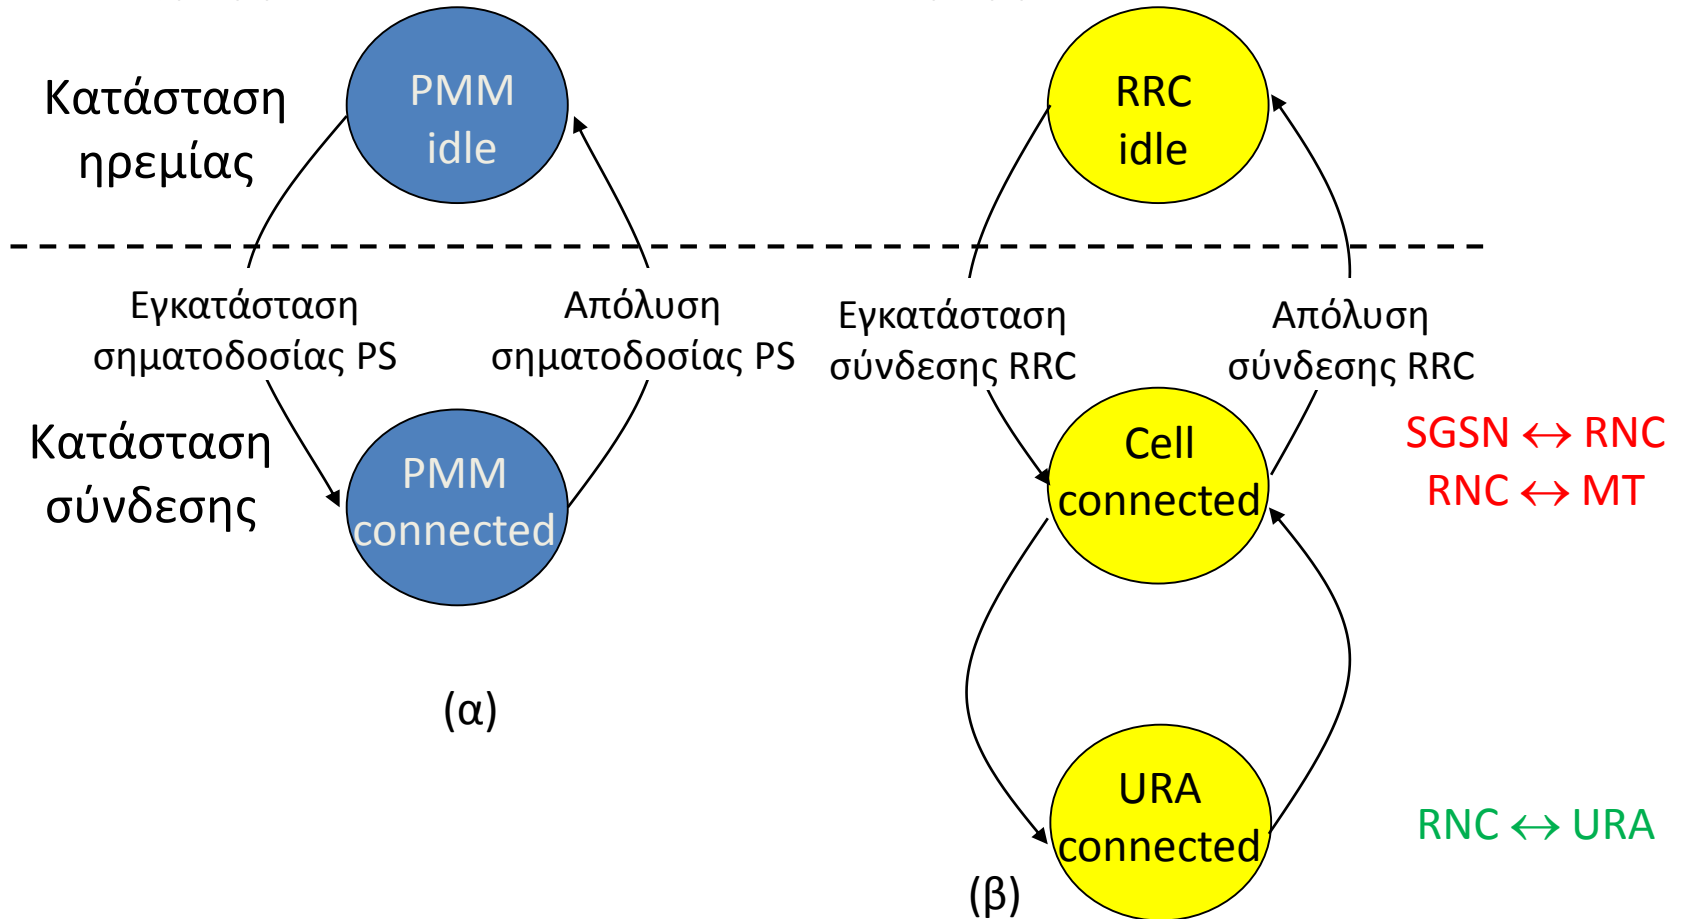 Κατάσταση
ηρεμίας
PMM
idle
RRC
idle
Εγκατάσταση
σηματοδοσίας PS
Απόλυση
σηματοδοσίας PS
Εγκατάσταση
σύνδεσης RRC
Απόλυση
σύνδεσης RRC
Κατάσταση
σύνδεσης
PMM
connected
Cell
connected
SGSN ↔ RNC
RNC ↔ MT
(α)
URA
connected
RNC ↔ URA
(β)